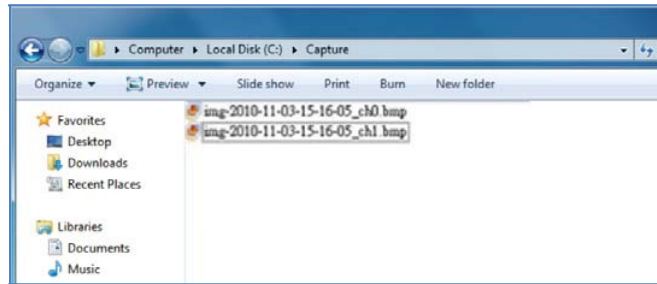 Computer Local Disk (C:) Capture
Organize Preview Slide show Print Burn New folder
Favorites
Desktop
Downloads
Recent Places
Libraries
Documents
Music
img-2010-11-03-15-16-05_ch0.bmp
img-2010-11-03-15-16-05_ch1.bmp